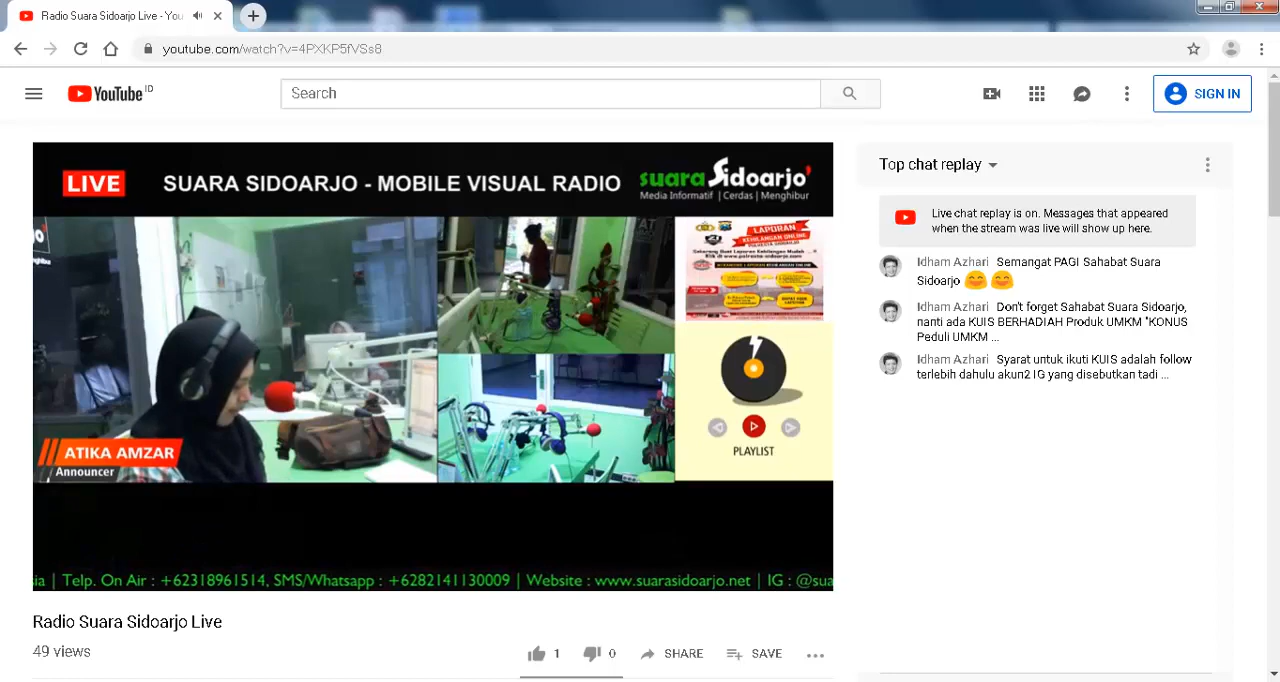 Radio Suara Sidoarjo Live - You
youtube.com/watch?v=4PXKP5fVSs8
YouTube ID
Search
SIGN IN
LIVE
SUARA SIDOARJO - MOBILE VISUAL RADIO
suara Sidoarjo'
Media Informatif | Cerdas | Menghibur
LAPORAN
KEHILANGAN ONLINE
PLAYLIST
ATIKA AMZAR
Announcer
ia | Telp. On Air : +62318961514, SMS/Whatsapp : +6282141130009 | Website : www.suarasidoarjo.net | IG : @sua
Radio Suara Sidoarjo Live
49 views
1
0
SHARE
SAVE
Top chat replay
Live chat replay is on. Messages that appeared
when the stream was live will show up here.
Idham Azhari Semangat PAGI Sahabat Suara
Sidoarjo 😊 😊
Idham Azhari Don't forget Sahabat Suara Sidoarjo,
nanti ada KUIS BERHADIAH Produk UMKM "KONUS
Peduli UMKM ...
Idham Azhari Syarat untuk ikuti KUIS adalah follow
terlebih dahulu akun2 IG yang disebutkan tadi ...